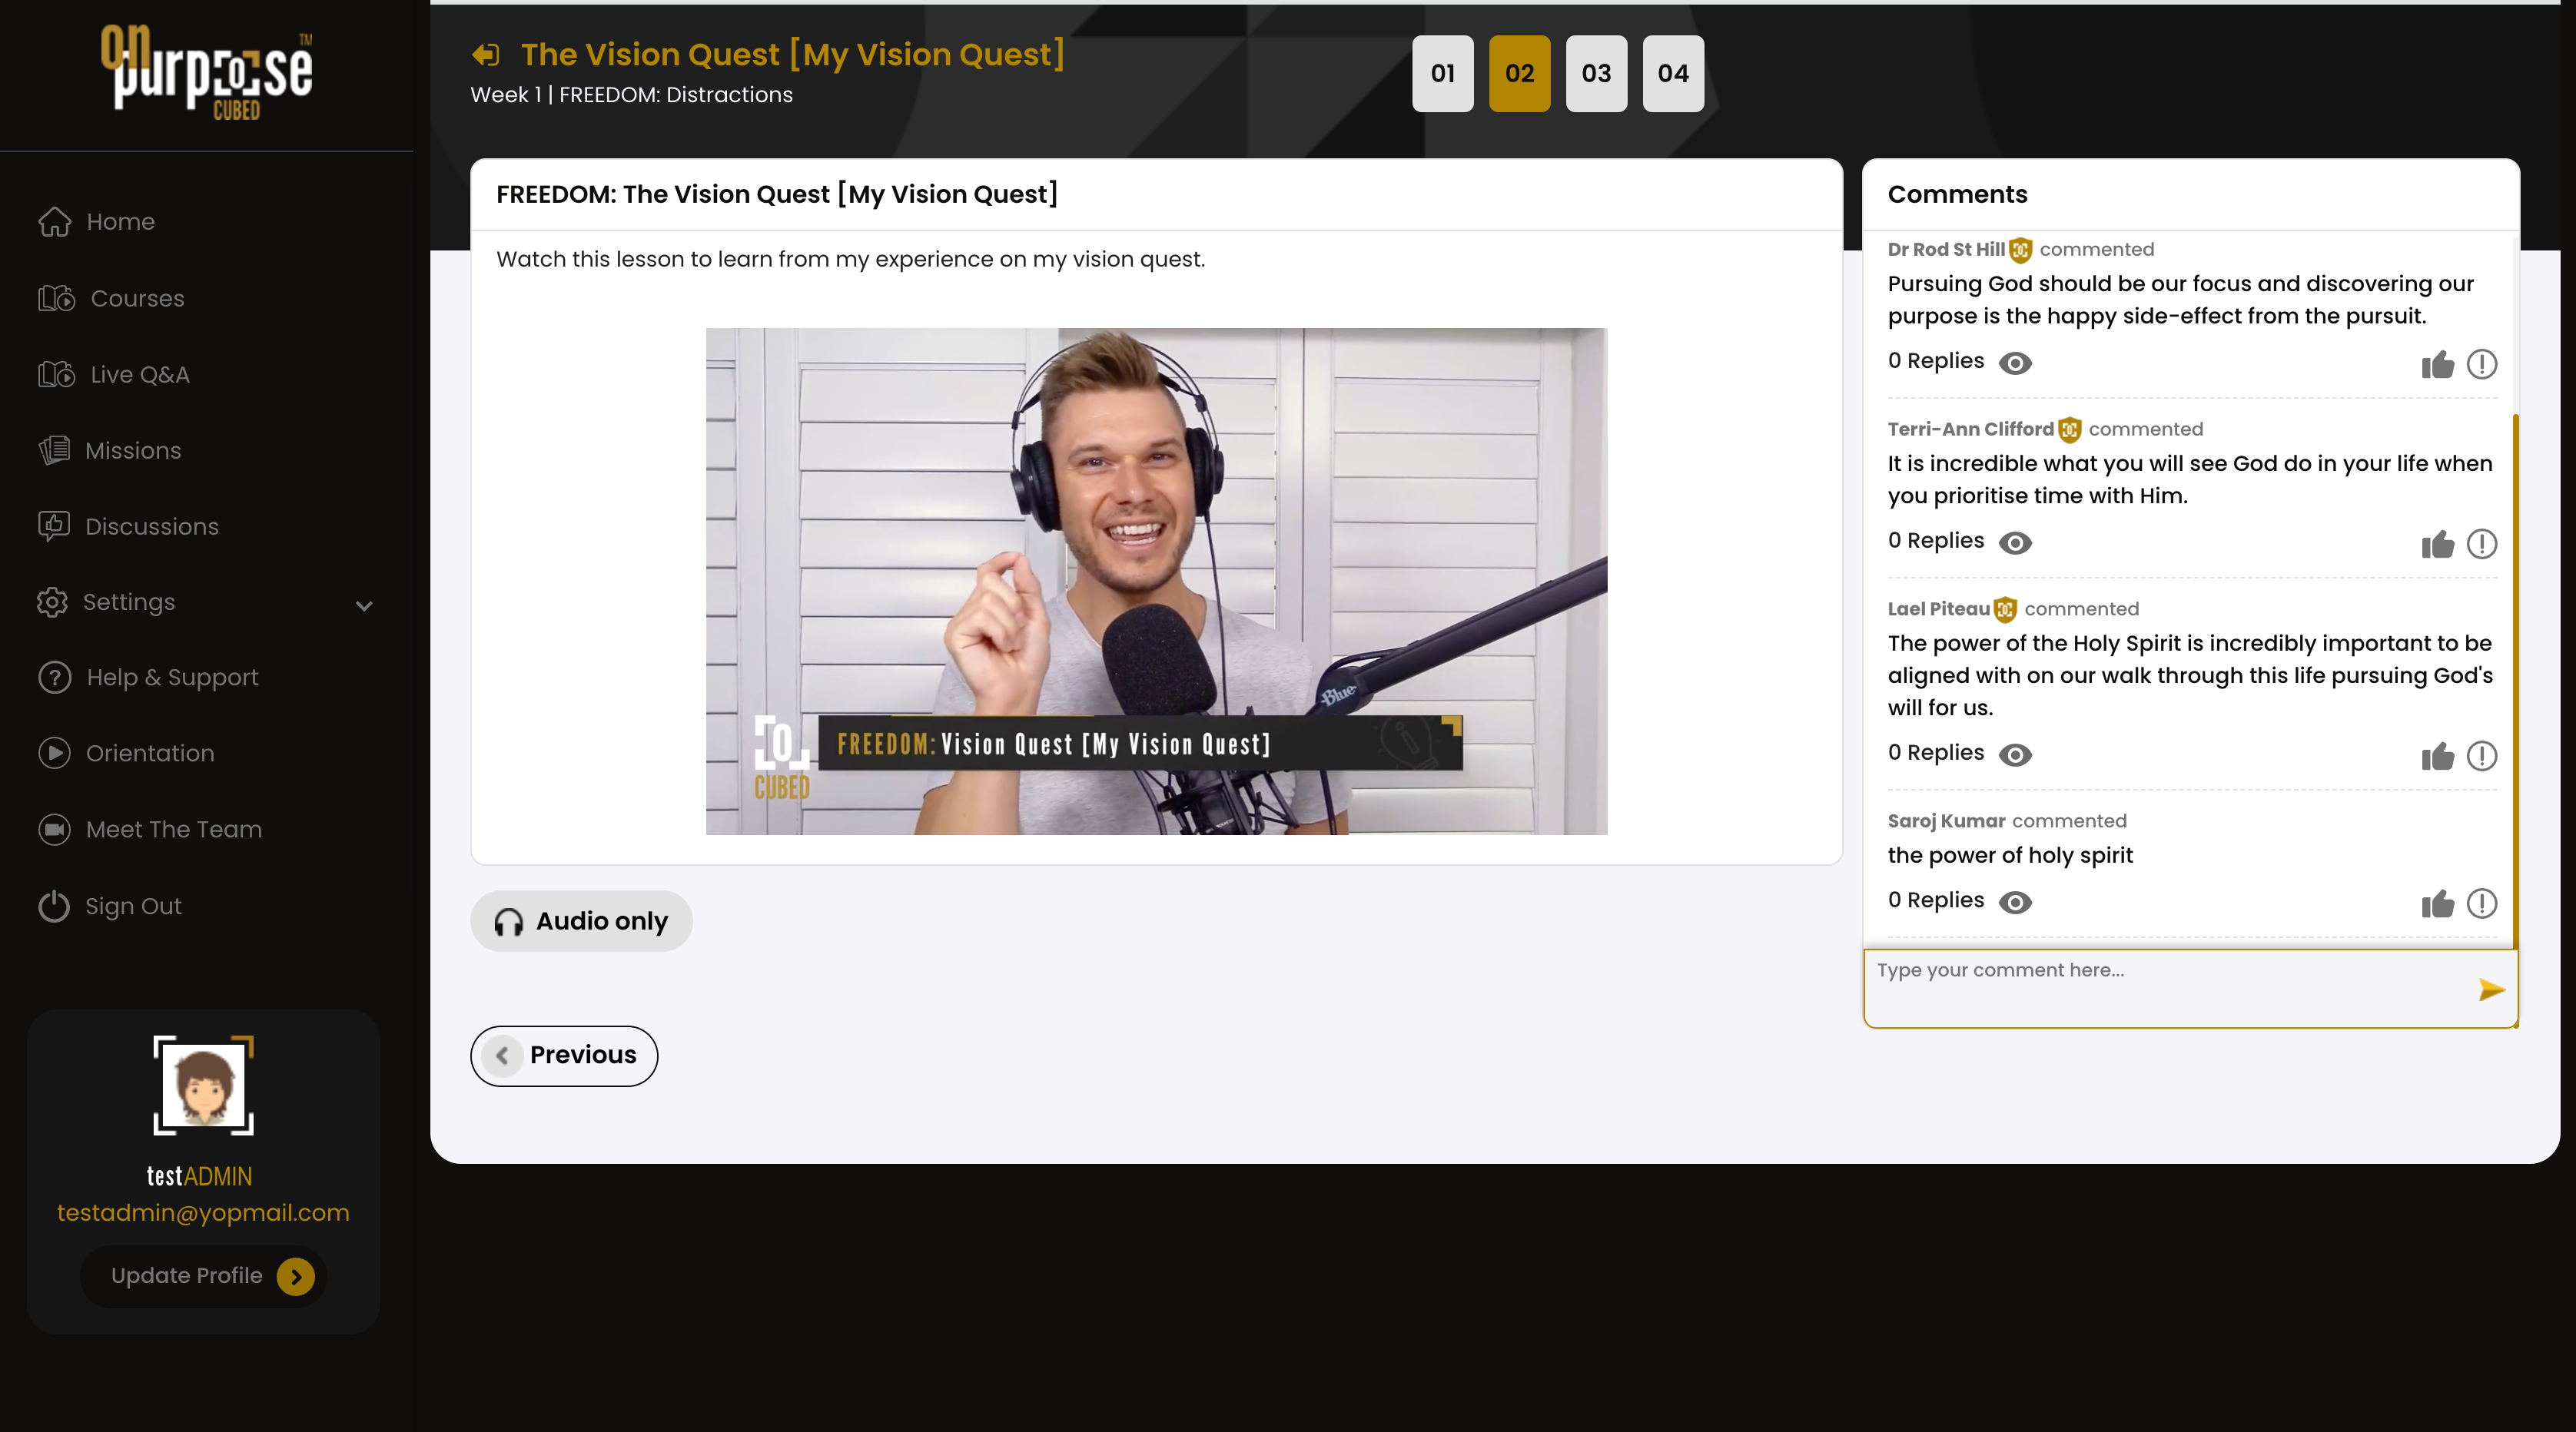 on
purpose
TM
CUBED
Home
Courses
Live Q&A
Missions
Discussions
Settings
Help & Support
Orientation
Meet The Team
Sign Out
testADMIN
testadmin@yopmail.com
Update Profile
The Vision Quest [My Vision Quest]
Week 1 | FREEDOM: Distractions
01 02 03 04
FREEDOM: The Vision Quest [My Vision Quest]
Watch this lesson to learn from my experience on my vision quest.
Blue
O
CUBED
FREEDOM: Vision Quest [My Vision Quest]
Audio only
Previous
Comments
Dr Rod St Hill commented
Pursuing God should be our focus and discovering our
purpose is the happy side-effect from the pursuit.
0 Replies
Terri-Ann Clifford commented
It is incredible what you will see God do in your life when
you prioritise time with Him.
0 Replies
Lael Piteau commented
The power of the Holy Spirit is incredibly important to be
aligned with on our walk through this life pursuing God's
will for us.
0 Replies
Saroj Kumar commented
the power of holy spirit
0 Replies
Type your comment here...